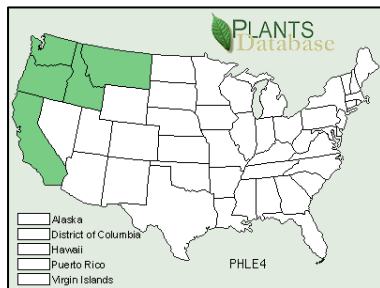 PLANTS
Database
Alaska
District of Columbia
Hawaii
Puerto Rico
Virgin Islands
PHLE4